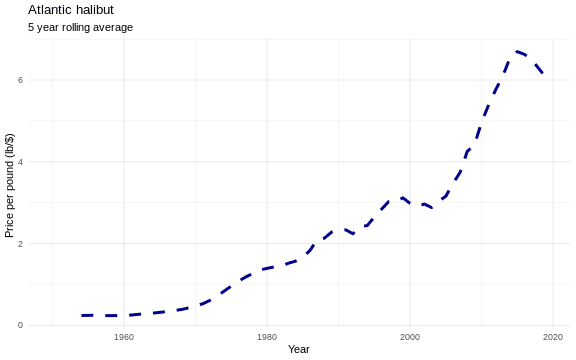 Atlantic halibut
5 year rolling average
Price per pound (lb/$)
6
4
2
0
1960
1980
2000
2020
Year